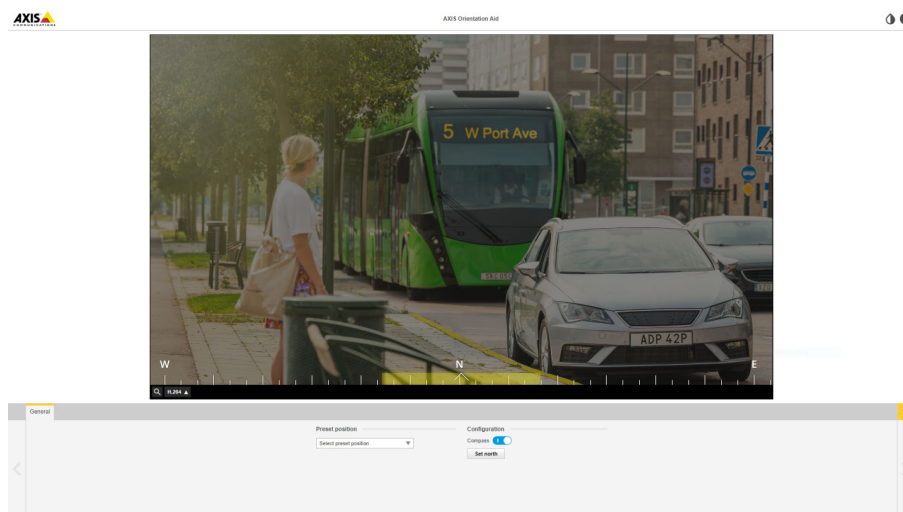 AXIS
COMMUNICATIONS
AXIS Orientation Aid
5 W Port Ave
ADP 42P
W N E
H.264
General
Preset position
Select preset position
Configuration
Compass
Set north